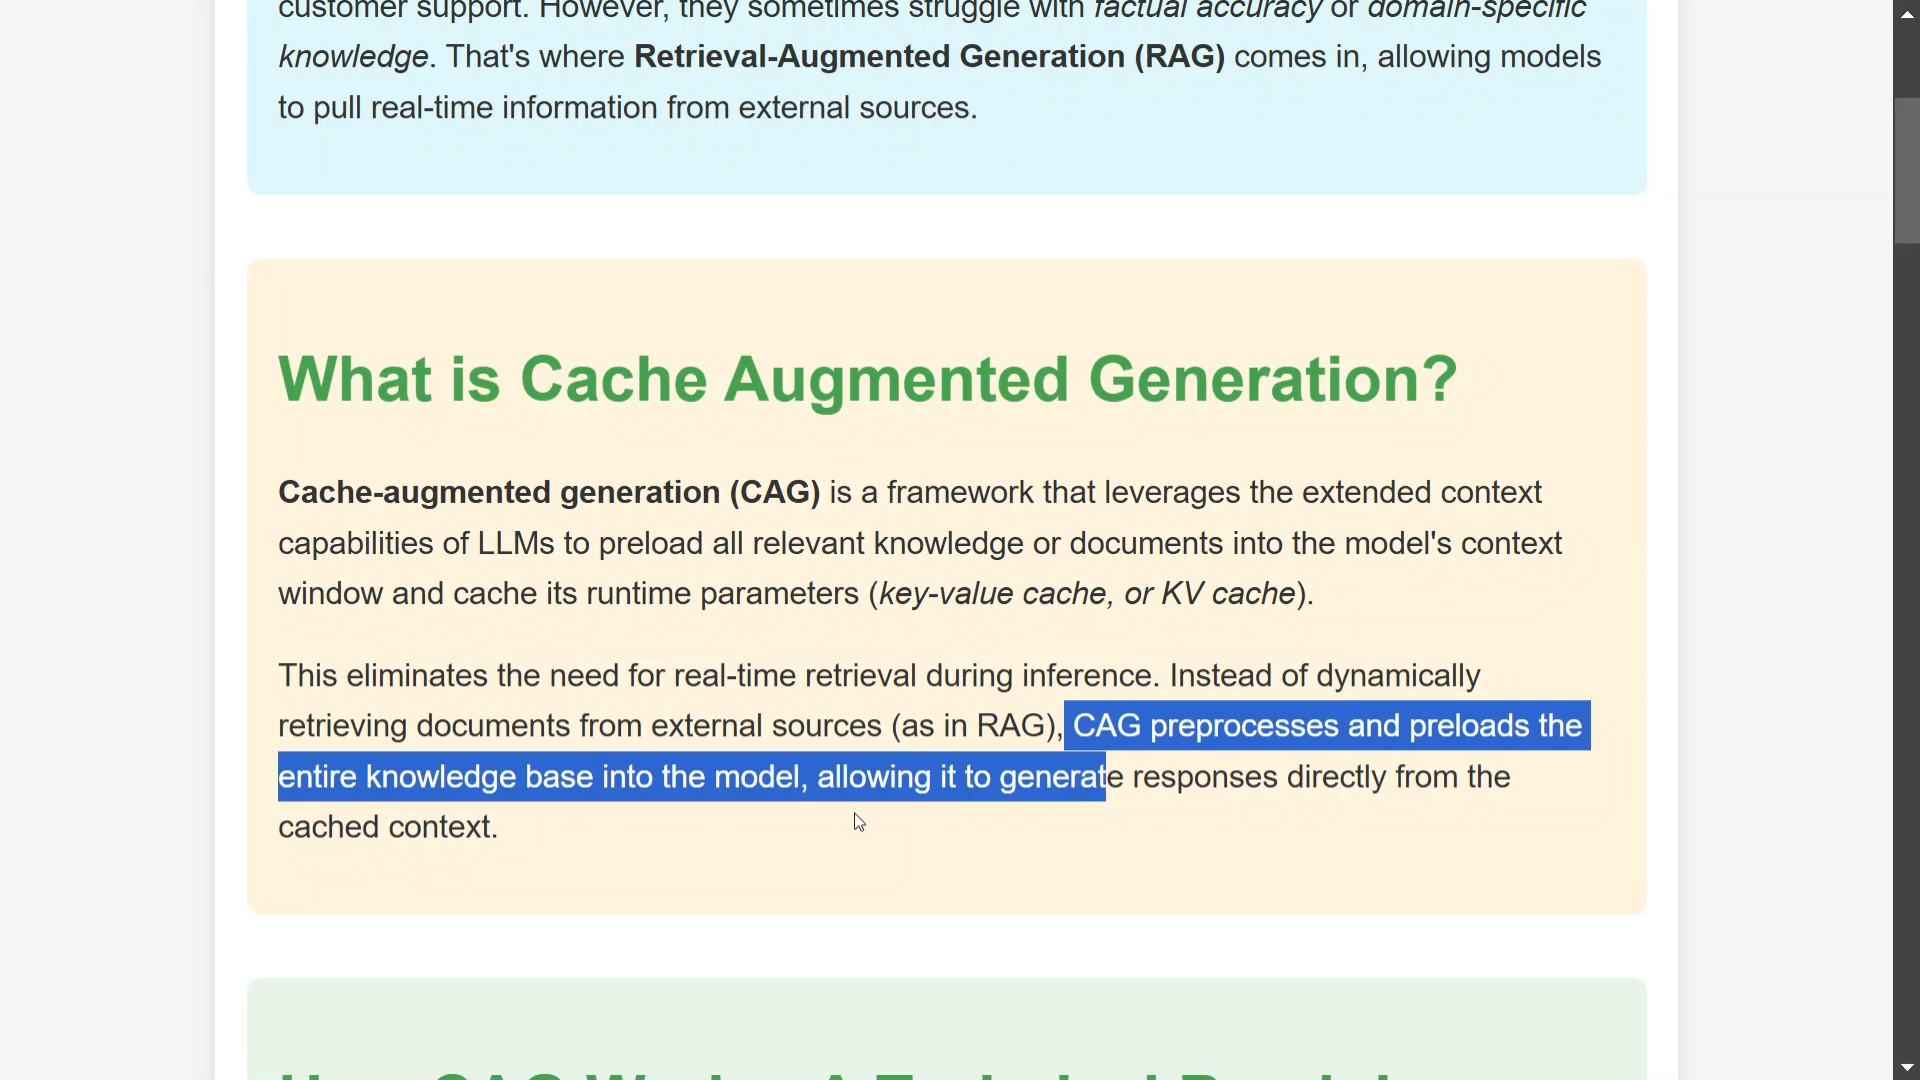 customer support. However, they sometimes struggle with factual accuracy or domain-specific
knowledge. That's where Retrieval-Augmented Generation (RAG) comes in, allowing models
to pull real-time information from external sources.
What is Cache Augmented Generation?
Cache-augmented generation (CAG) is a framework that leverages the extended context
capabilities of LLMs to preload all relevant knowledge or documents into the model's context
window and cache its runtime parameters (key-value cache, or KV cache).
This eliminates the need for real-time retrieval during inference. Instead of dynamically
retrieving documents from external sources (as in RAG), CAG preprocesses and preloads the
entire knowledge base into the model, allowing it to generate responses directly from the
cached context.